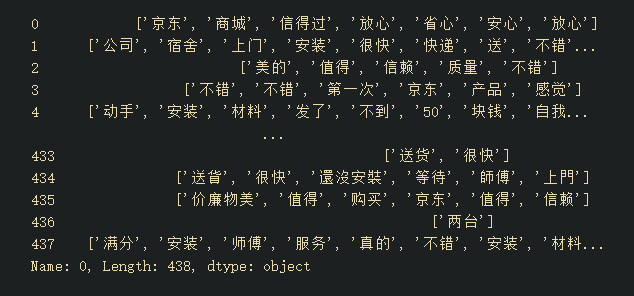 0 ['京东', '商城', '信得过', '放心', '省心', '安心', '放心']
1 ['公司', '宿舍', '上门', '安装', '很快', '快递', '送', '不错...
2 ['美的', '值得', '信赖', '质量', '不错']
3 ['不错', '不错', '第一次', '京东', '产品', '感觉']
4 ['动手', '安装', '材料', '发了', '不到', '50', '块钱', '自我...
...
433 ['送货', '很快']
434 ['送貨', '很快', '還沒安裝', '等待', '師傅', '上門']
435 ['价廉物美', '值得', '购买', '京东', '值得', '信赖']
436 ['两台']
437 ['满分', '安装', '师傅', '服务', '真的', '不错', '安装', '材料...
Name: 0, Length: 438, dtype: object